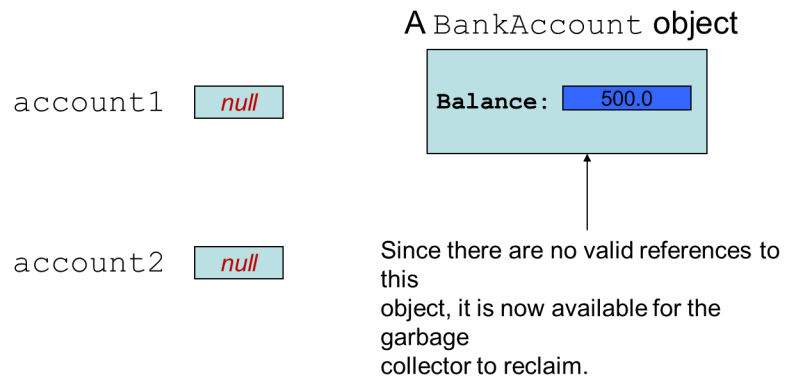 A BankAccount object
account1 null
Balance: 500.0
account2 null
Since there are no valid references to
this
object, it is now available for the
garbage
collector to reclaim.